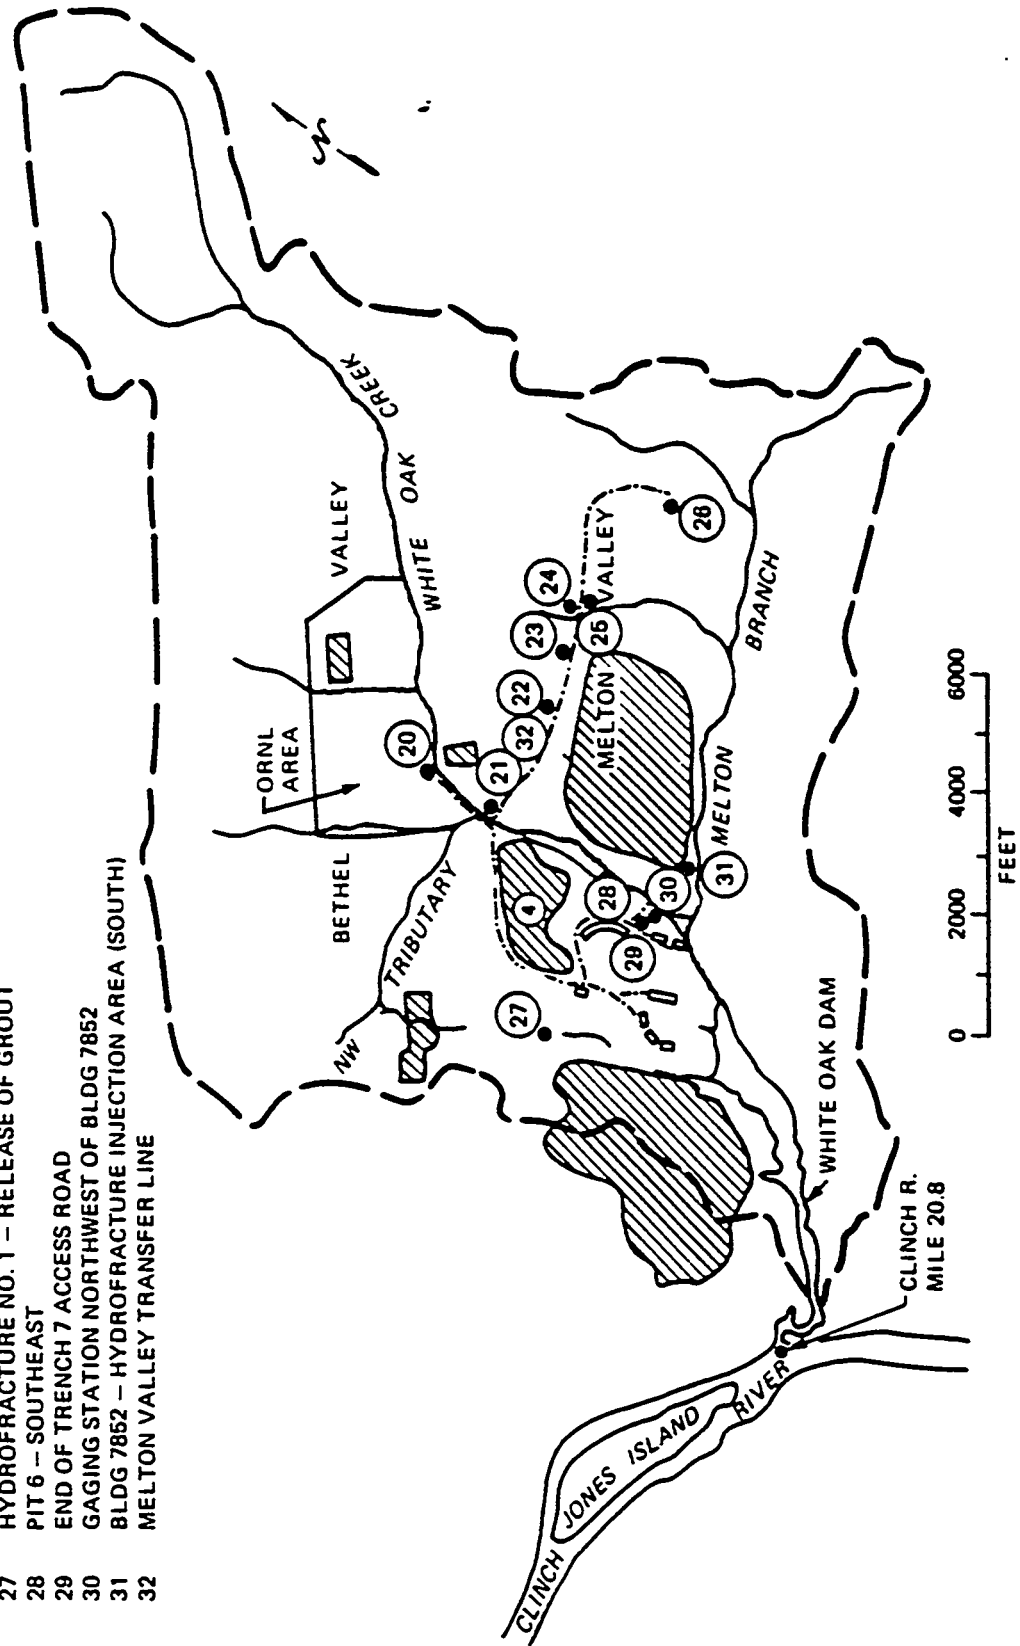 27 HYDROFRACTURE NO. 1 – RELEASE OF GROUT
28 PIT 6 – SOUTHEAST
29 END OF TRENCH 7 ACCESS ROAD
30 GAGING STATION NORTHWEST OF BLDG 7852
31 BLDG 7852 – HYDROFRACTURE INJECTION AREA (SOUTH)
32 MELTON VALLEY TRANSFER LINE
N
BETHEL
VALLEY
ORNL
AREA
WHITE OAK CREEK
NW
TRIBUTARY
20
21
32
22
23
24
25
26
MELTON
VALLEY
4
27
28
29
30
31
MELTON
BRANCH
WHITE OAK DAM
CLINCH R.
MILE 20.8
CLINCH
RIVER
JONES ISLAND
0 2000 4000 6000
FEET